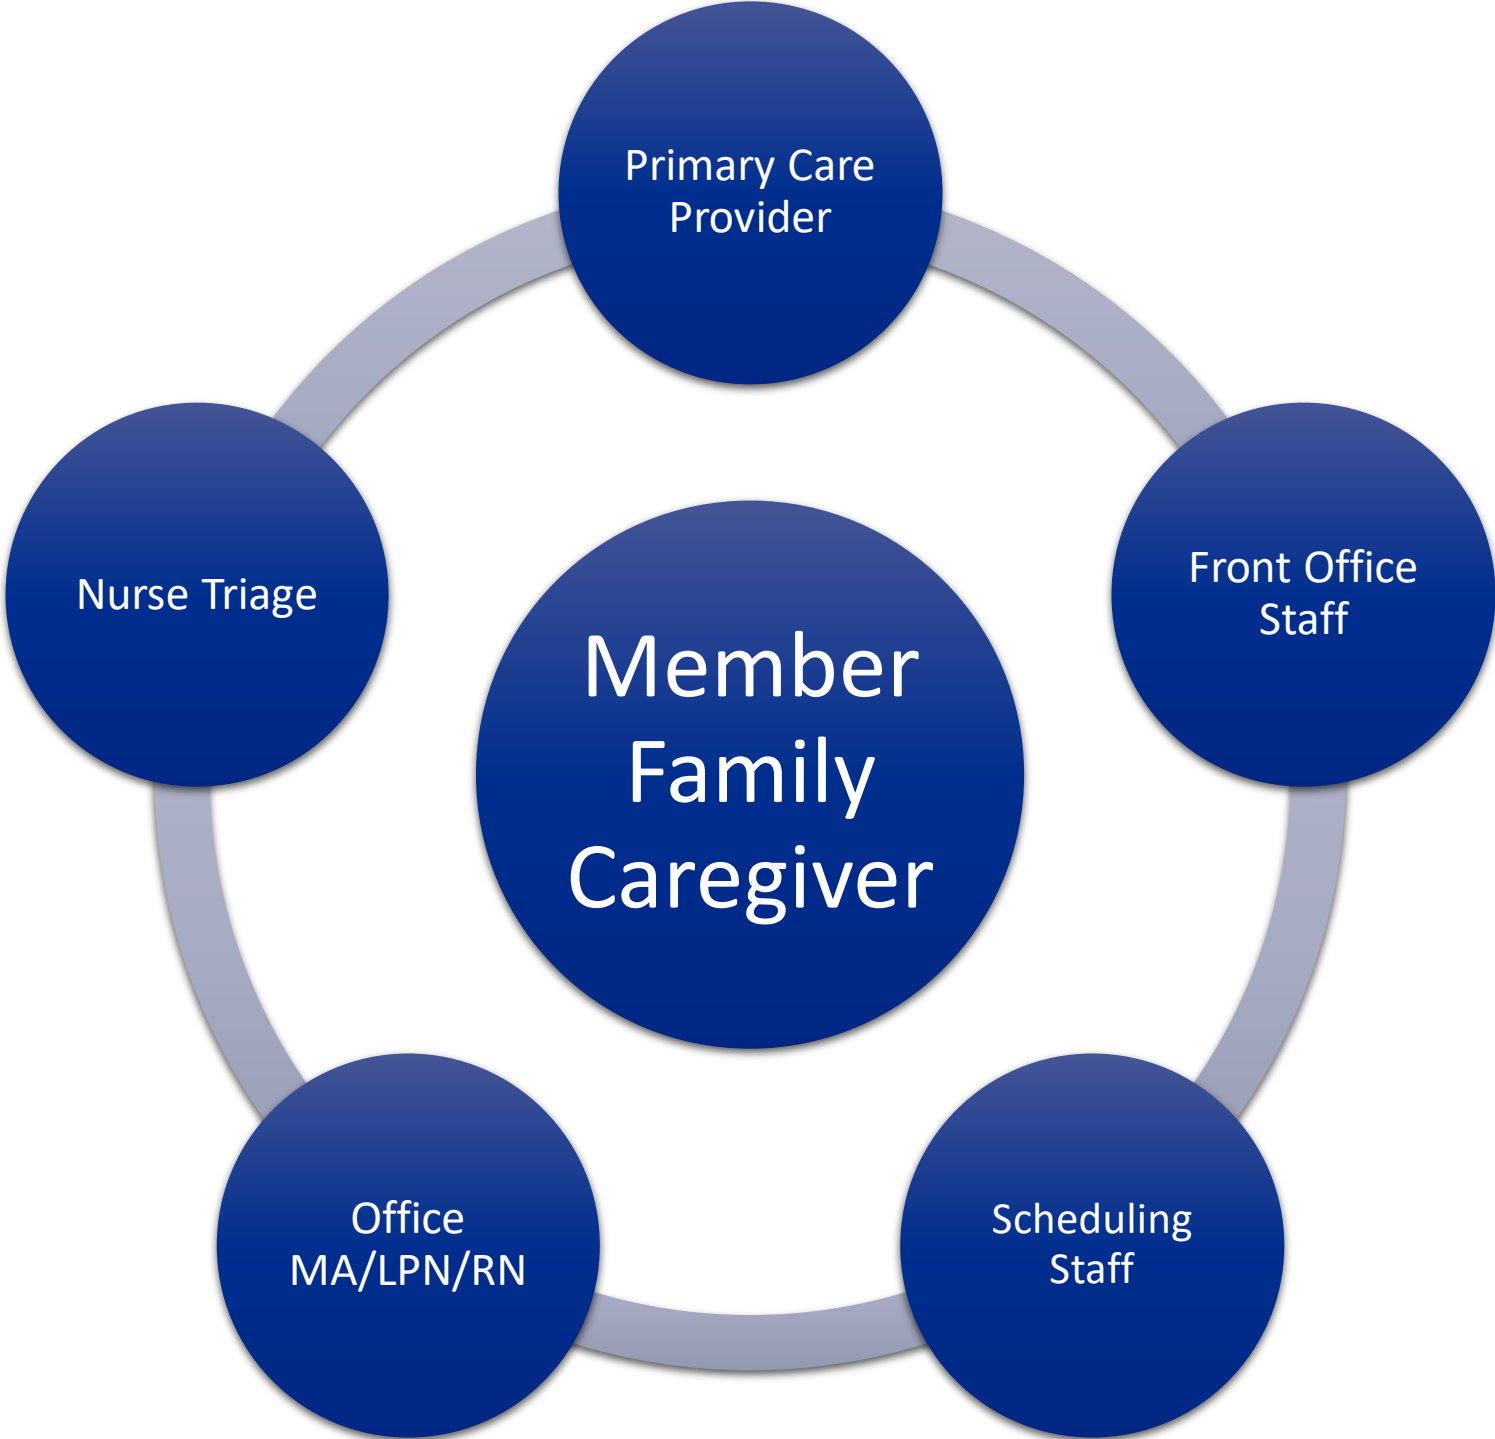 Primary Care
Provider
Front Office
Staff
Scheduling
Staff
Office
MA/LPN/RN
Nurse Triage
Member
Family
Caregiver